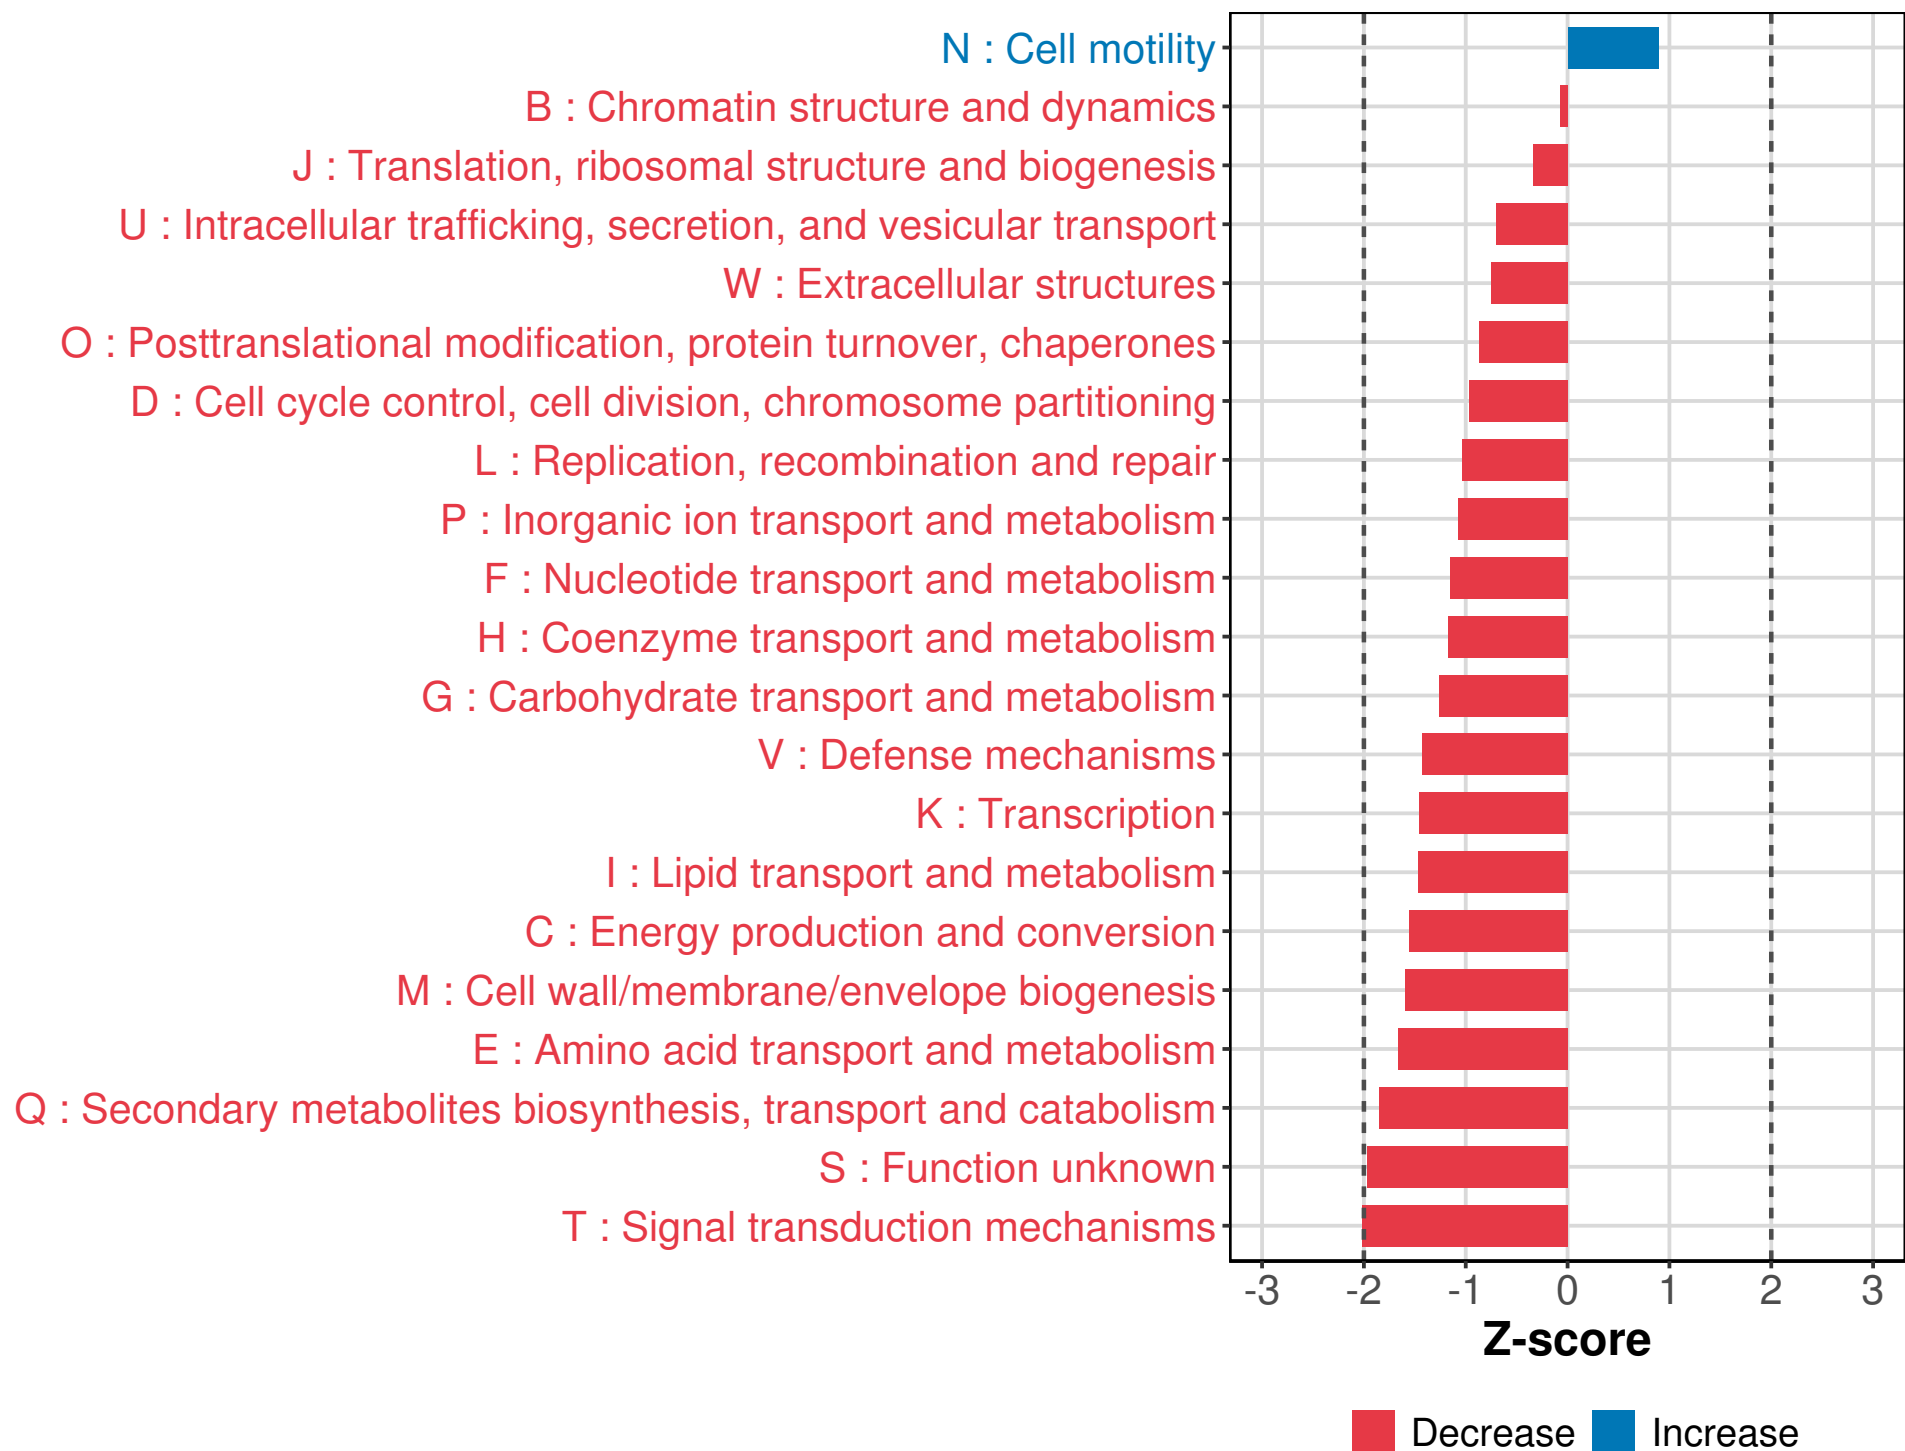 N : Cell motility
B : Chromatin structure and dynamics
J : Translation, ribosomal structure and biogenesis
U : Intracellular trafficking, secretion, and vesicular transport
W : Extracellular structures
O : Posttranslational modification, protein turnover, chaperones
D : Cell cycle control, cell division, chromosome partitioning
L : Replication, recombination and repair
P : Inorganic ion transport and metabolism
F : Nucleotide transport and metabolism
H : Coenzyme transport and metabolism
G : Carbohydrate transport and metabolism
V : Defense mechanisms
K : Transcription
I : Lipid transport and metabolism
C : Energy production and conversion
M : Cell wall/membrane/envelope biogenesis
E : Amino acid transport and metabolism
Q : Secondary metabolites biosynthesis, transport and catabolism
S : Function unknown
T : Signal transduction mechanisms
-3 -2 -1 0 1 2 3
Z-score
Decrease Increase